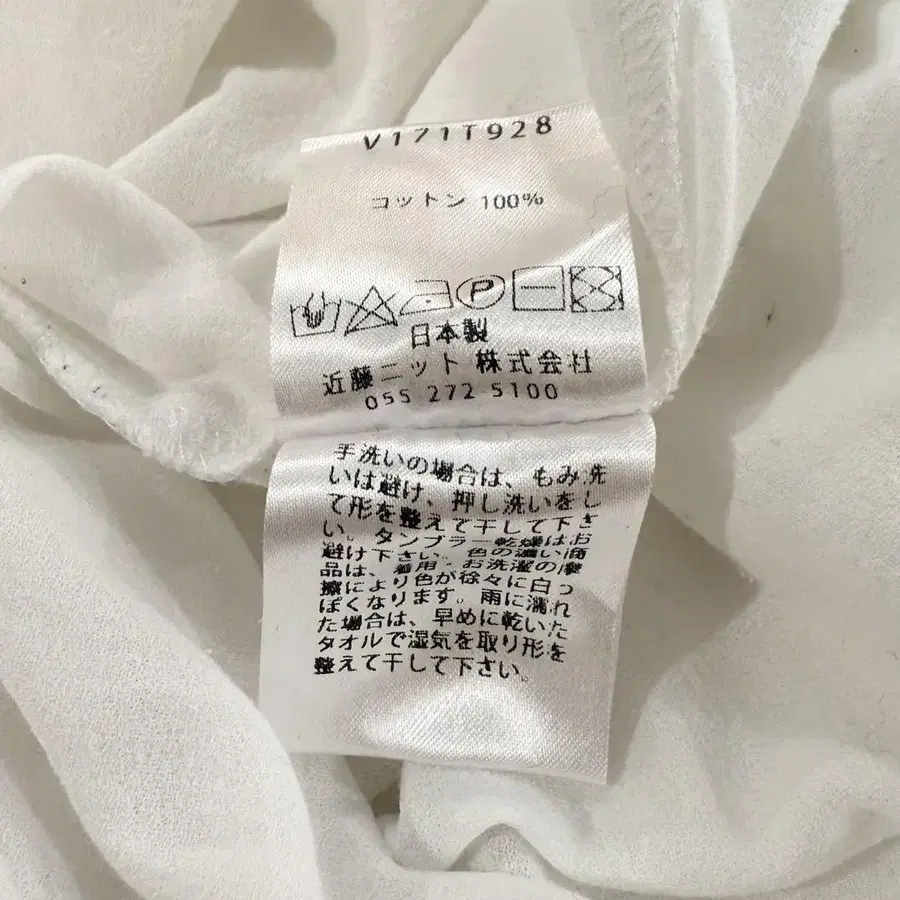 V171T928
コットン 100%
P
日本製
近藤ニット 株式会社
055 272 5100
手洗いの場合は、もみ洗
いは避け、押し洗いをし
て形を整えて干して下さ
い。タンブラー乾燥はお
避け下さい。色の濃い商
品は、着用・お洗濯の摩
擦により色が徐々に白っ
ぽくなります。雨に濡れ
た場合は、早めに乾いた
タオルで湿気を取り形を
整えて干して下さい。